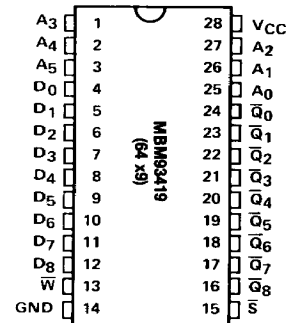 A3 1 28 VCC
A4 2 27 A2
A5 3 26 A1
D0 4 25 A0
D1 5 24 Q̅0
D2 6 23 Q̅1
D3 7 22 Q̅2
D4 8 21 Q̅3
D5 9 20 Q̅4
D6 10 19 Q̅5
D7 11 18 Q̅6
D8 12 17 Q̅7
W̅ 13 16 Q̅8
GND 14 15 S̅
MBM93419
(64 x9)